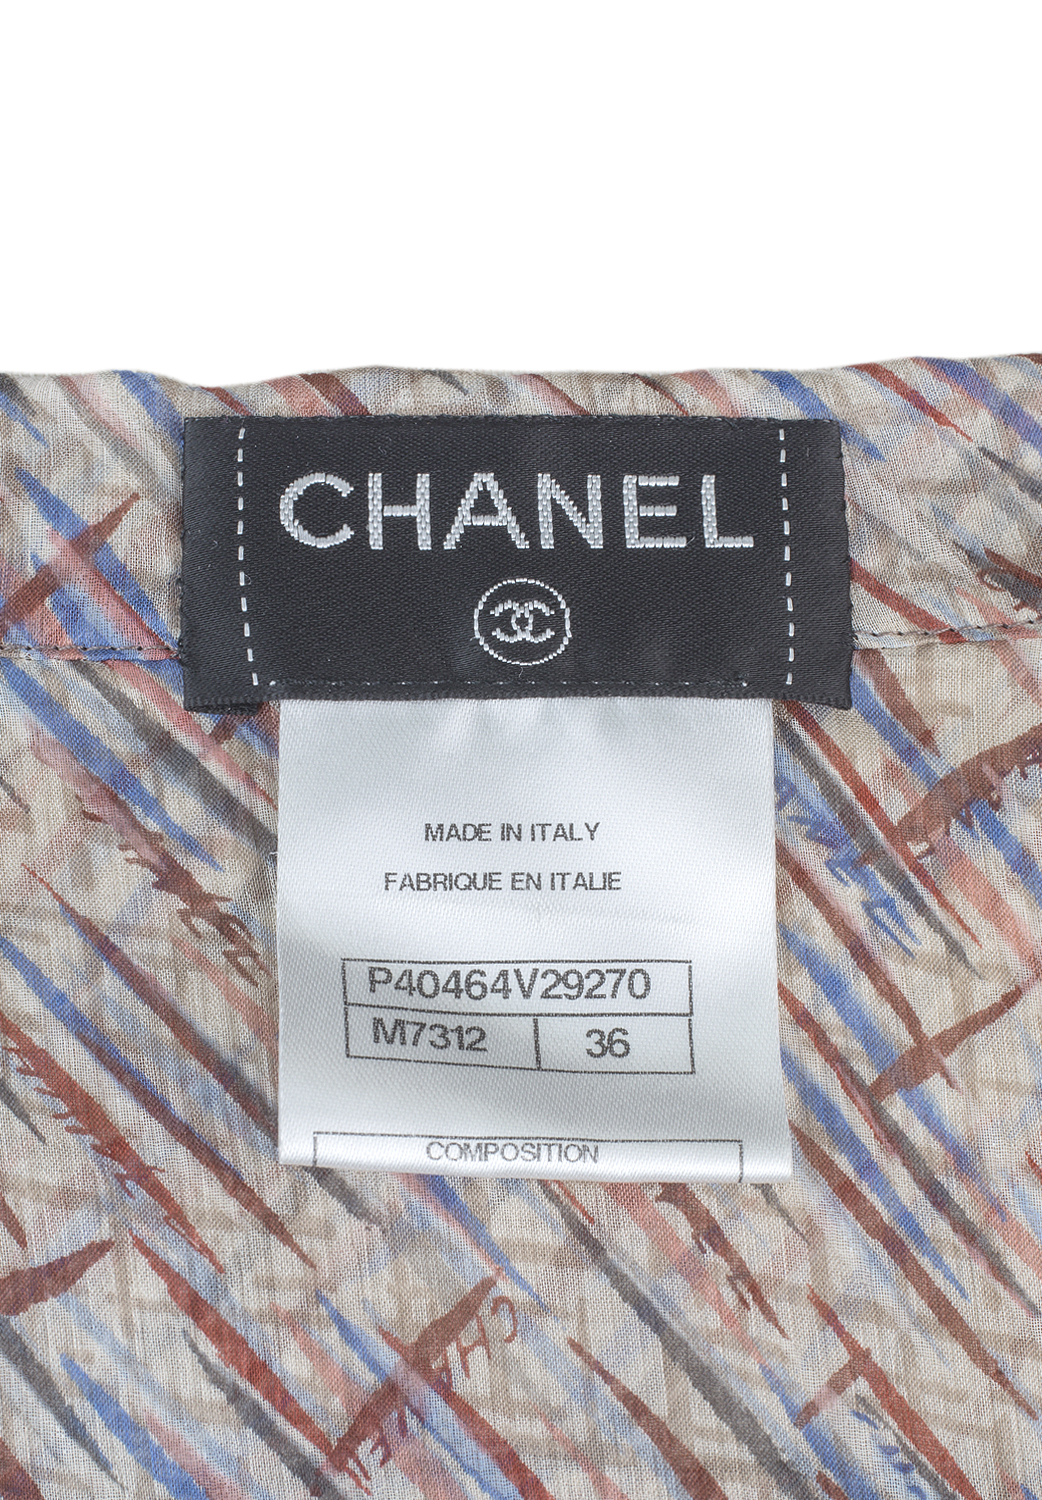 CHANEL
MADE IN ITALY
FABRIQUE EN ITALIE
P40464V29270
M7312 36
COMPOSITION